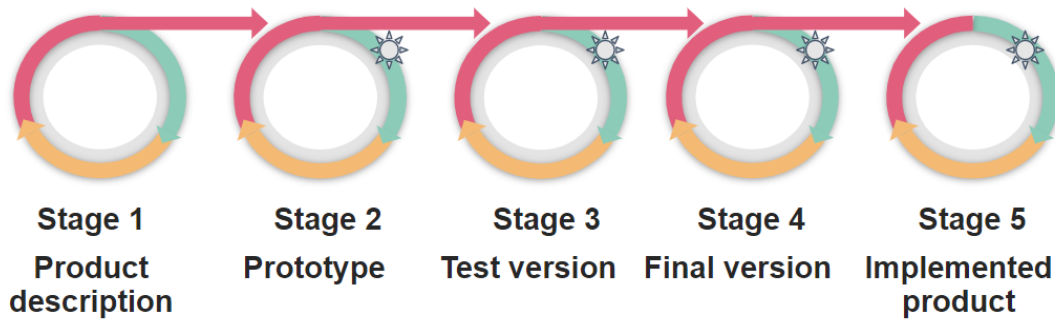 Stage 1
Stage 2
Stage 3
Stage 4
Stage 5
Product
description
Prototype
Test version
Final version
Implemented
product